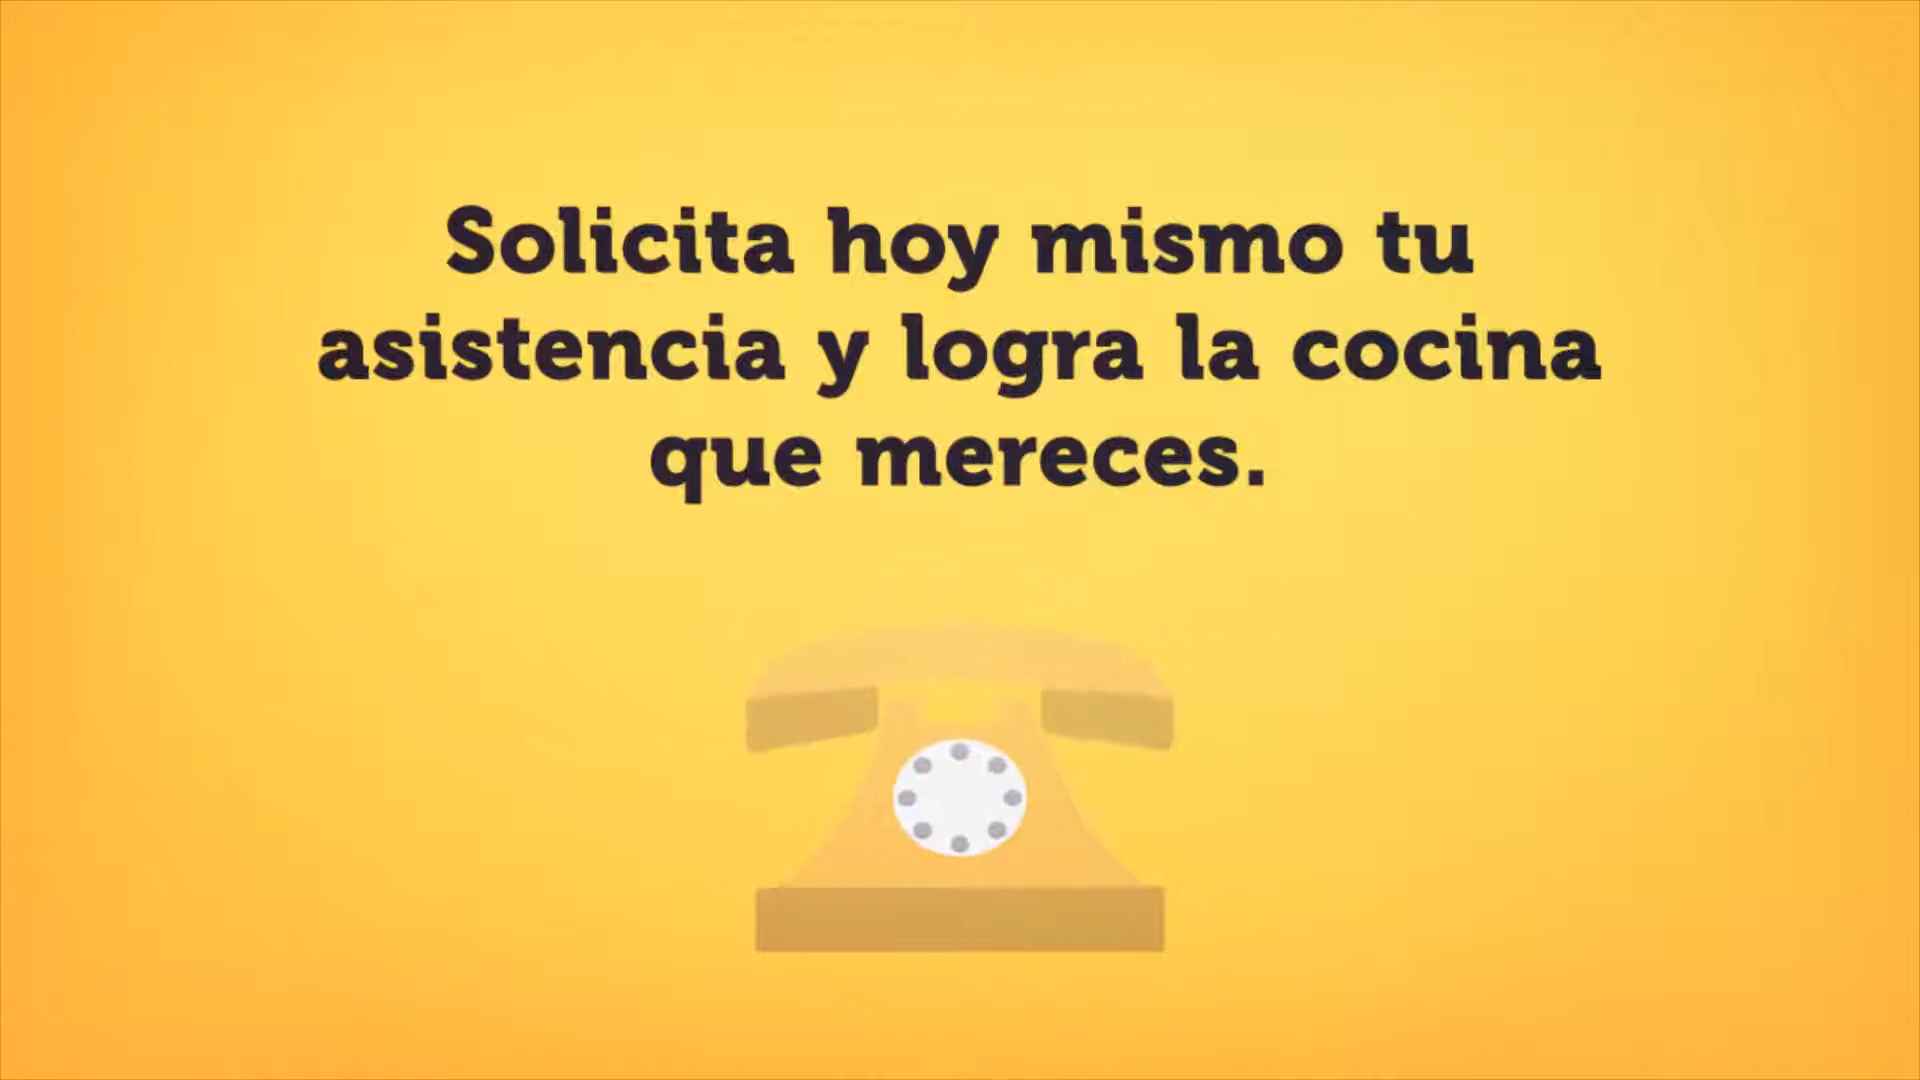 Solicita hoy mismo tu
asistencia y logra la cocina
que mereces.